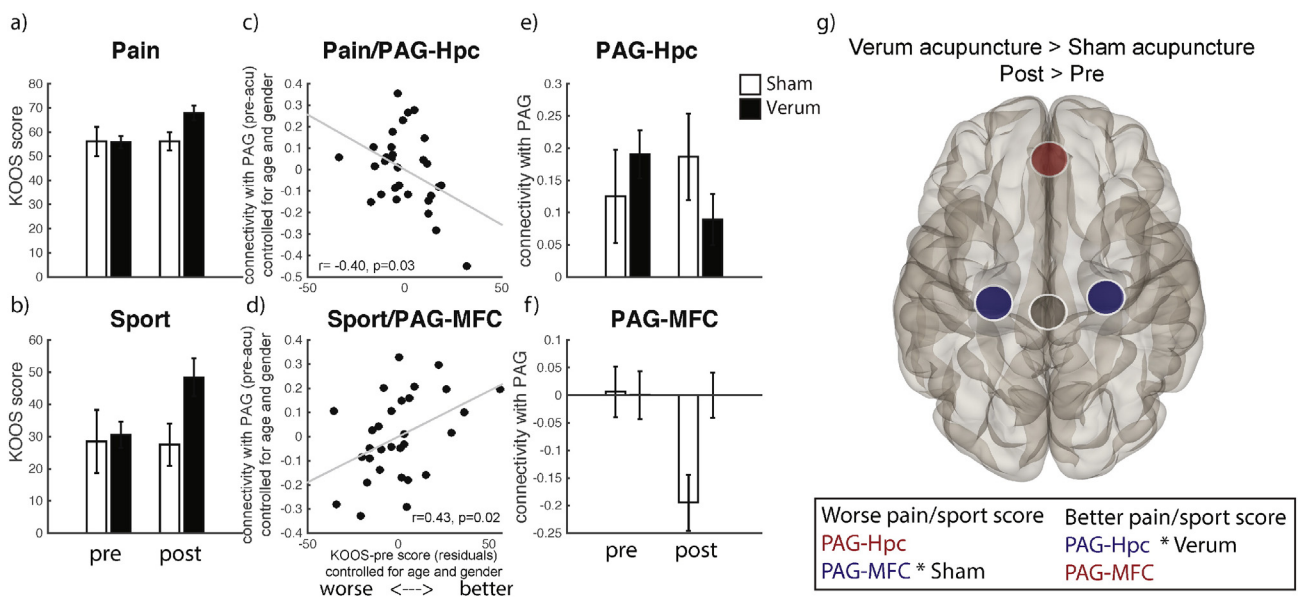 a)
Pain
KOOS score
80
70
60
50
40
30
20
10
0
b)
Sport
KOOS score
60
50
40
30
20
10
0
pre
post
c)
Pain/PAG-Hpc
connectivity with PAG (pre-acu)
controlled for age and gender
0.4
0.3
0.2
0.1
0
-0.1
-0.2
-0.3
-0.4
-0.5
r= -0.40, p=0.03
-50
0
50
d)
Sport/PAG-MFC
connectivity with PAG (pre-acu)
controlled for age and gender
0.4
0.3
0.2
0.1
0
-0.1
-0.2
-0.3
-0.4
r=0.43, p=0.02
-50
0
50
KOOS-pre score (residuals)
controlled for age and gender
worse <---> better
e)
PAG-Hpc
Sham
Verum
connectivity with PAG
0.3
0.25
0.2
0.15
0.1
0.05
0
f)
PAG-MFC
connectivity with PAG
0.1
0.05
0
-0.05
-0.1
-0.15
-0.2
-0.25
pre
post
g)
Verum acupuncture > Sham acupuncture
Post > Pre
Worse pain/sport score
PAG-Hpc
PAG-MFC * Sham
Better pain/sport score
PAG-Hpc * Verum
PAG-MFC